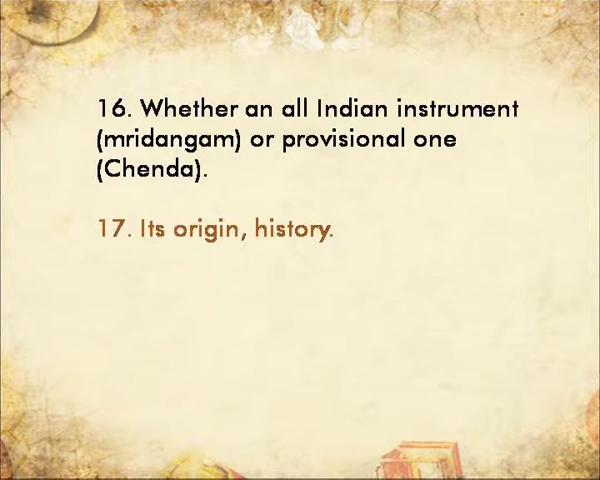 16. Whether an all Indian instrument
(mridangam) or provisional one
(Chenda).
17. Its origin, history.